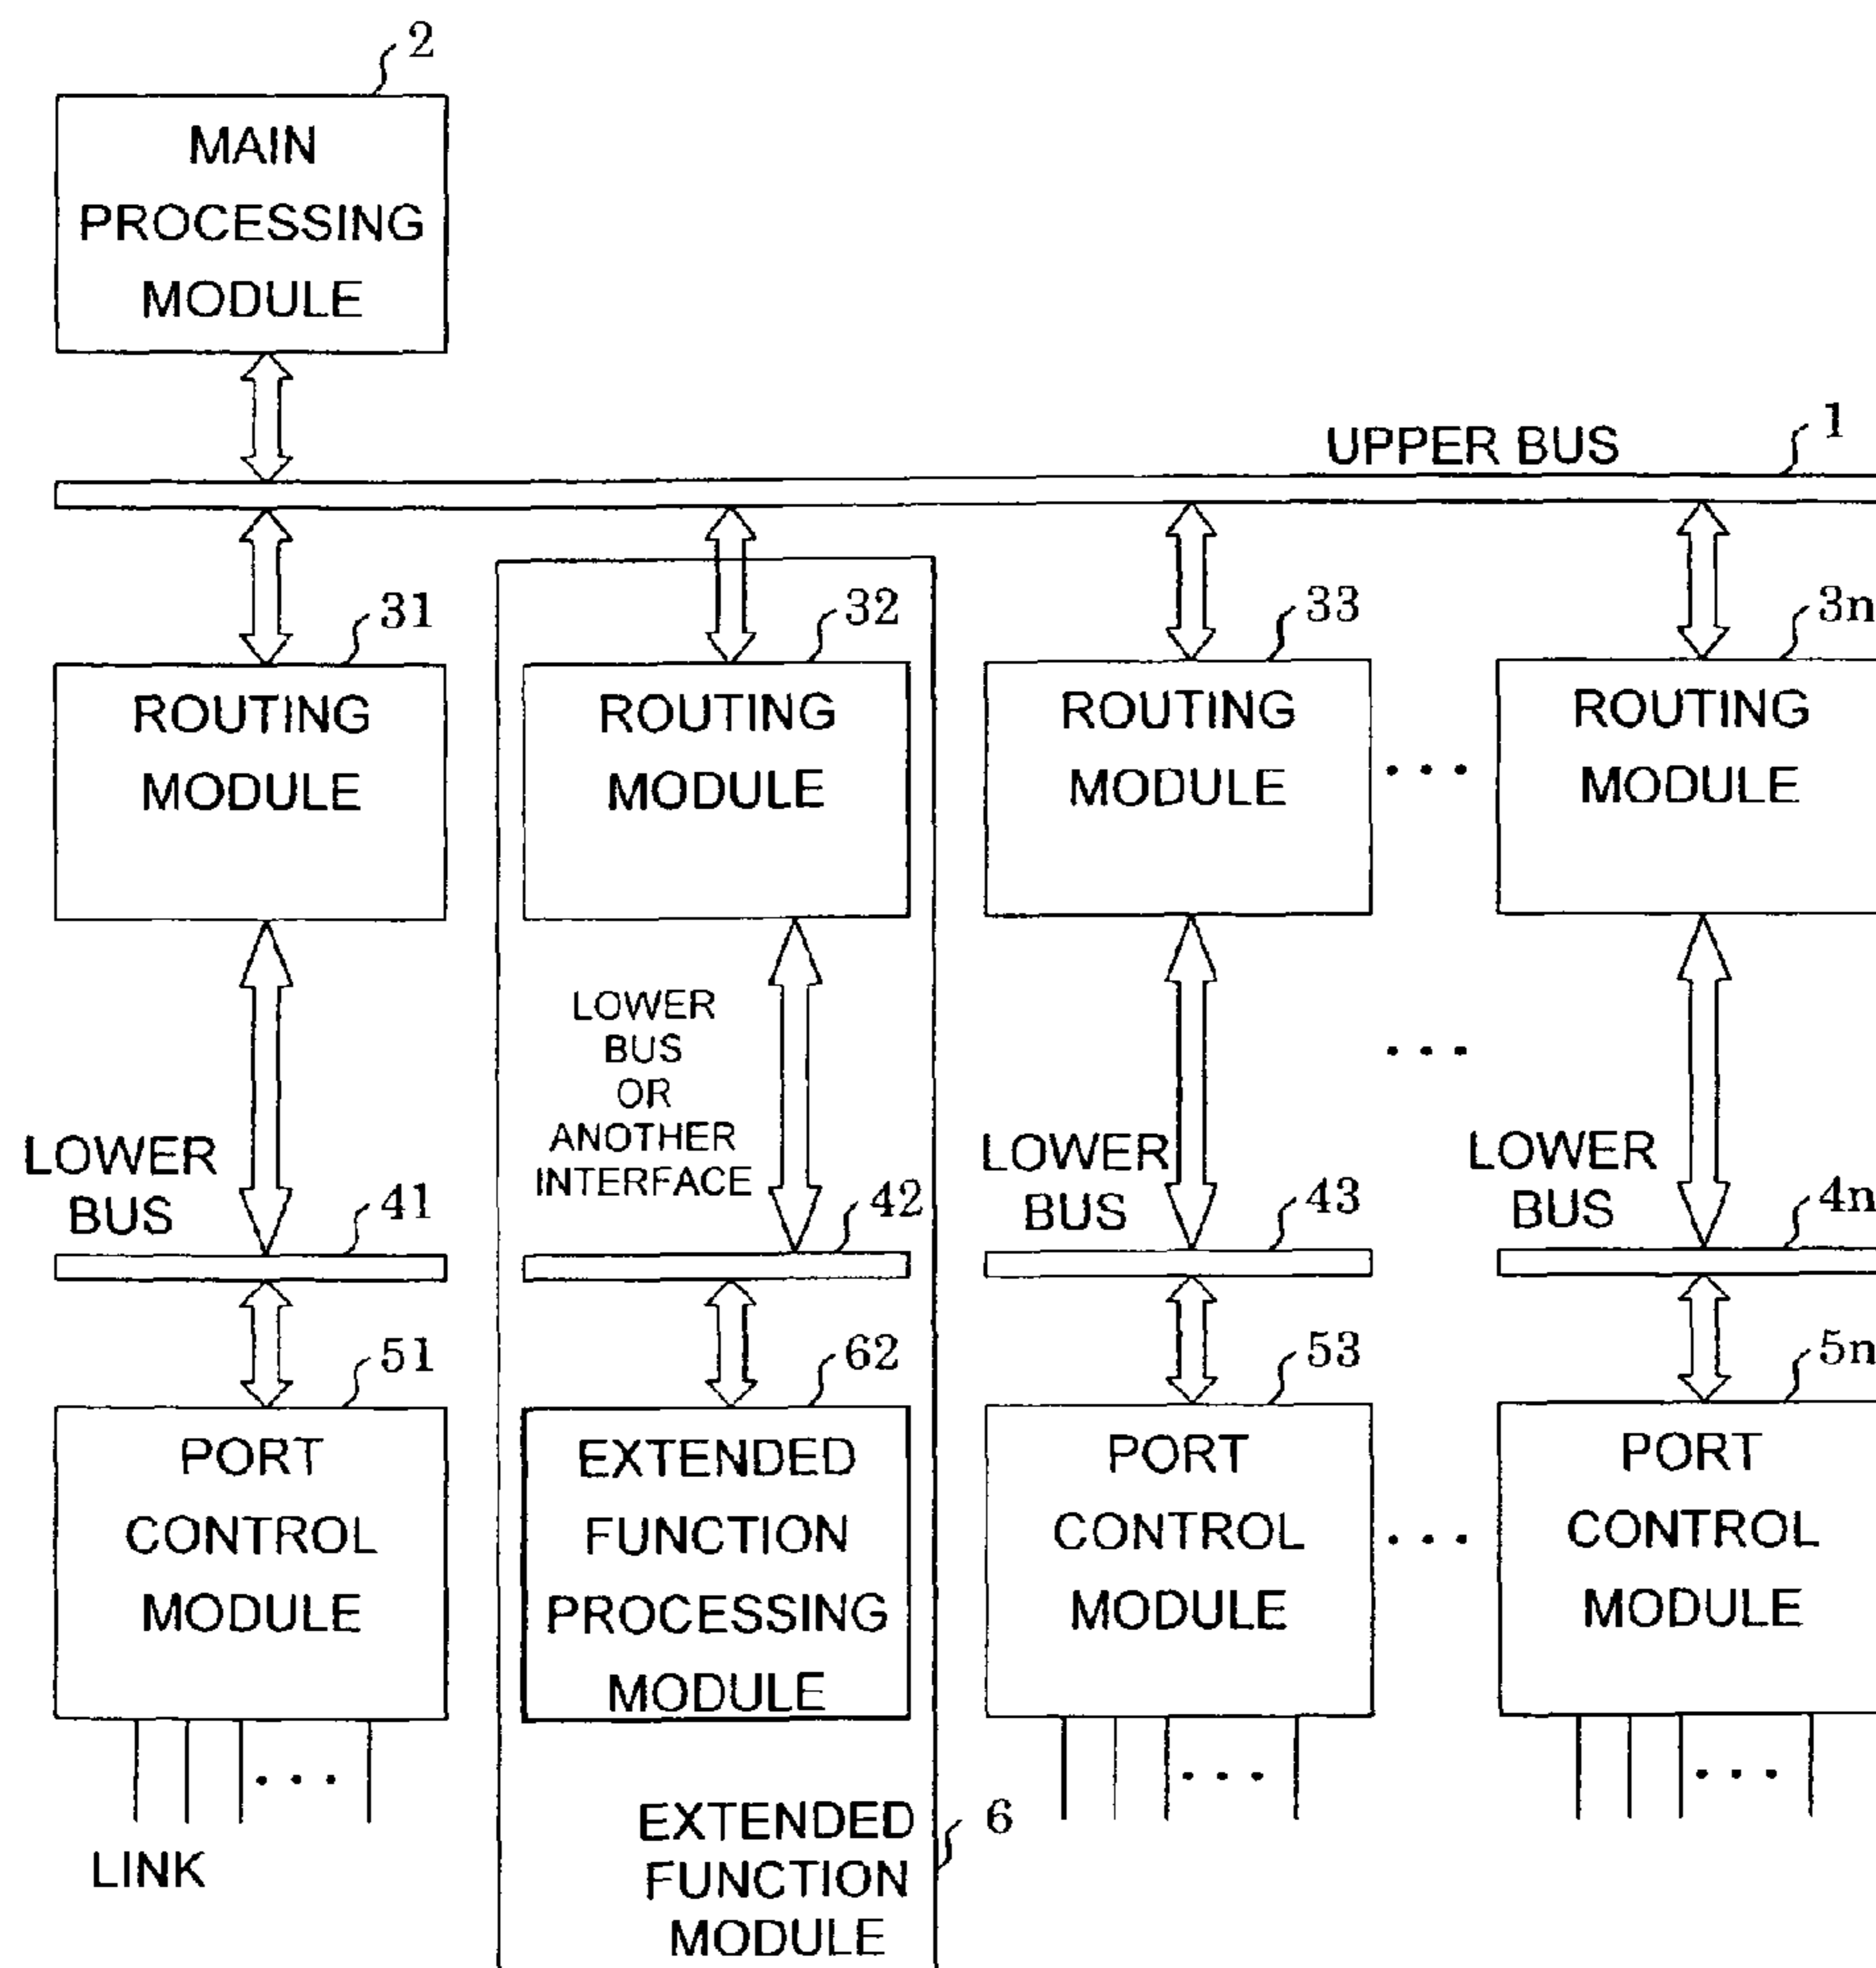 2
MAIN
PROCESSING
MODULE
UPPER BUS
1
31
32
33
3n
ROUTING
MODULE
ROUTING
MODULE
ROUTING
MODULE
...
ROUTING
MODULE
LOWER
BUS
OR
ANOTHER
INTERFACE
...
LOWER
BUS
LOWER
BUS
LOWER
BUS
41
42
43
4n
51
62
53
5n
PORT
CONTROL
MODULE
EXTENDED
FUNCTION
PROCESSING
MODULE
PORT
CONTROL
MODULE
...
PORT
CONTROL
MODULE
...
...
...
LINK
EXTENDED
FUNCTION
MODULE
6